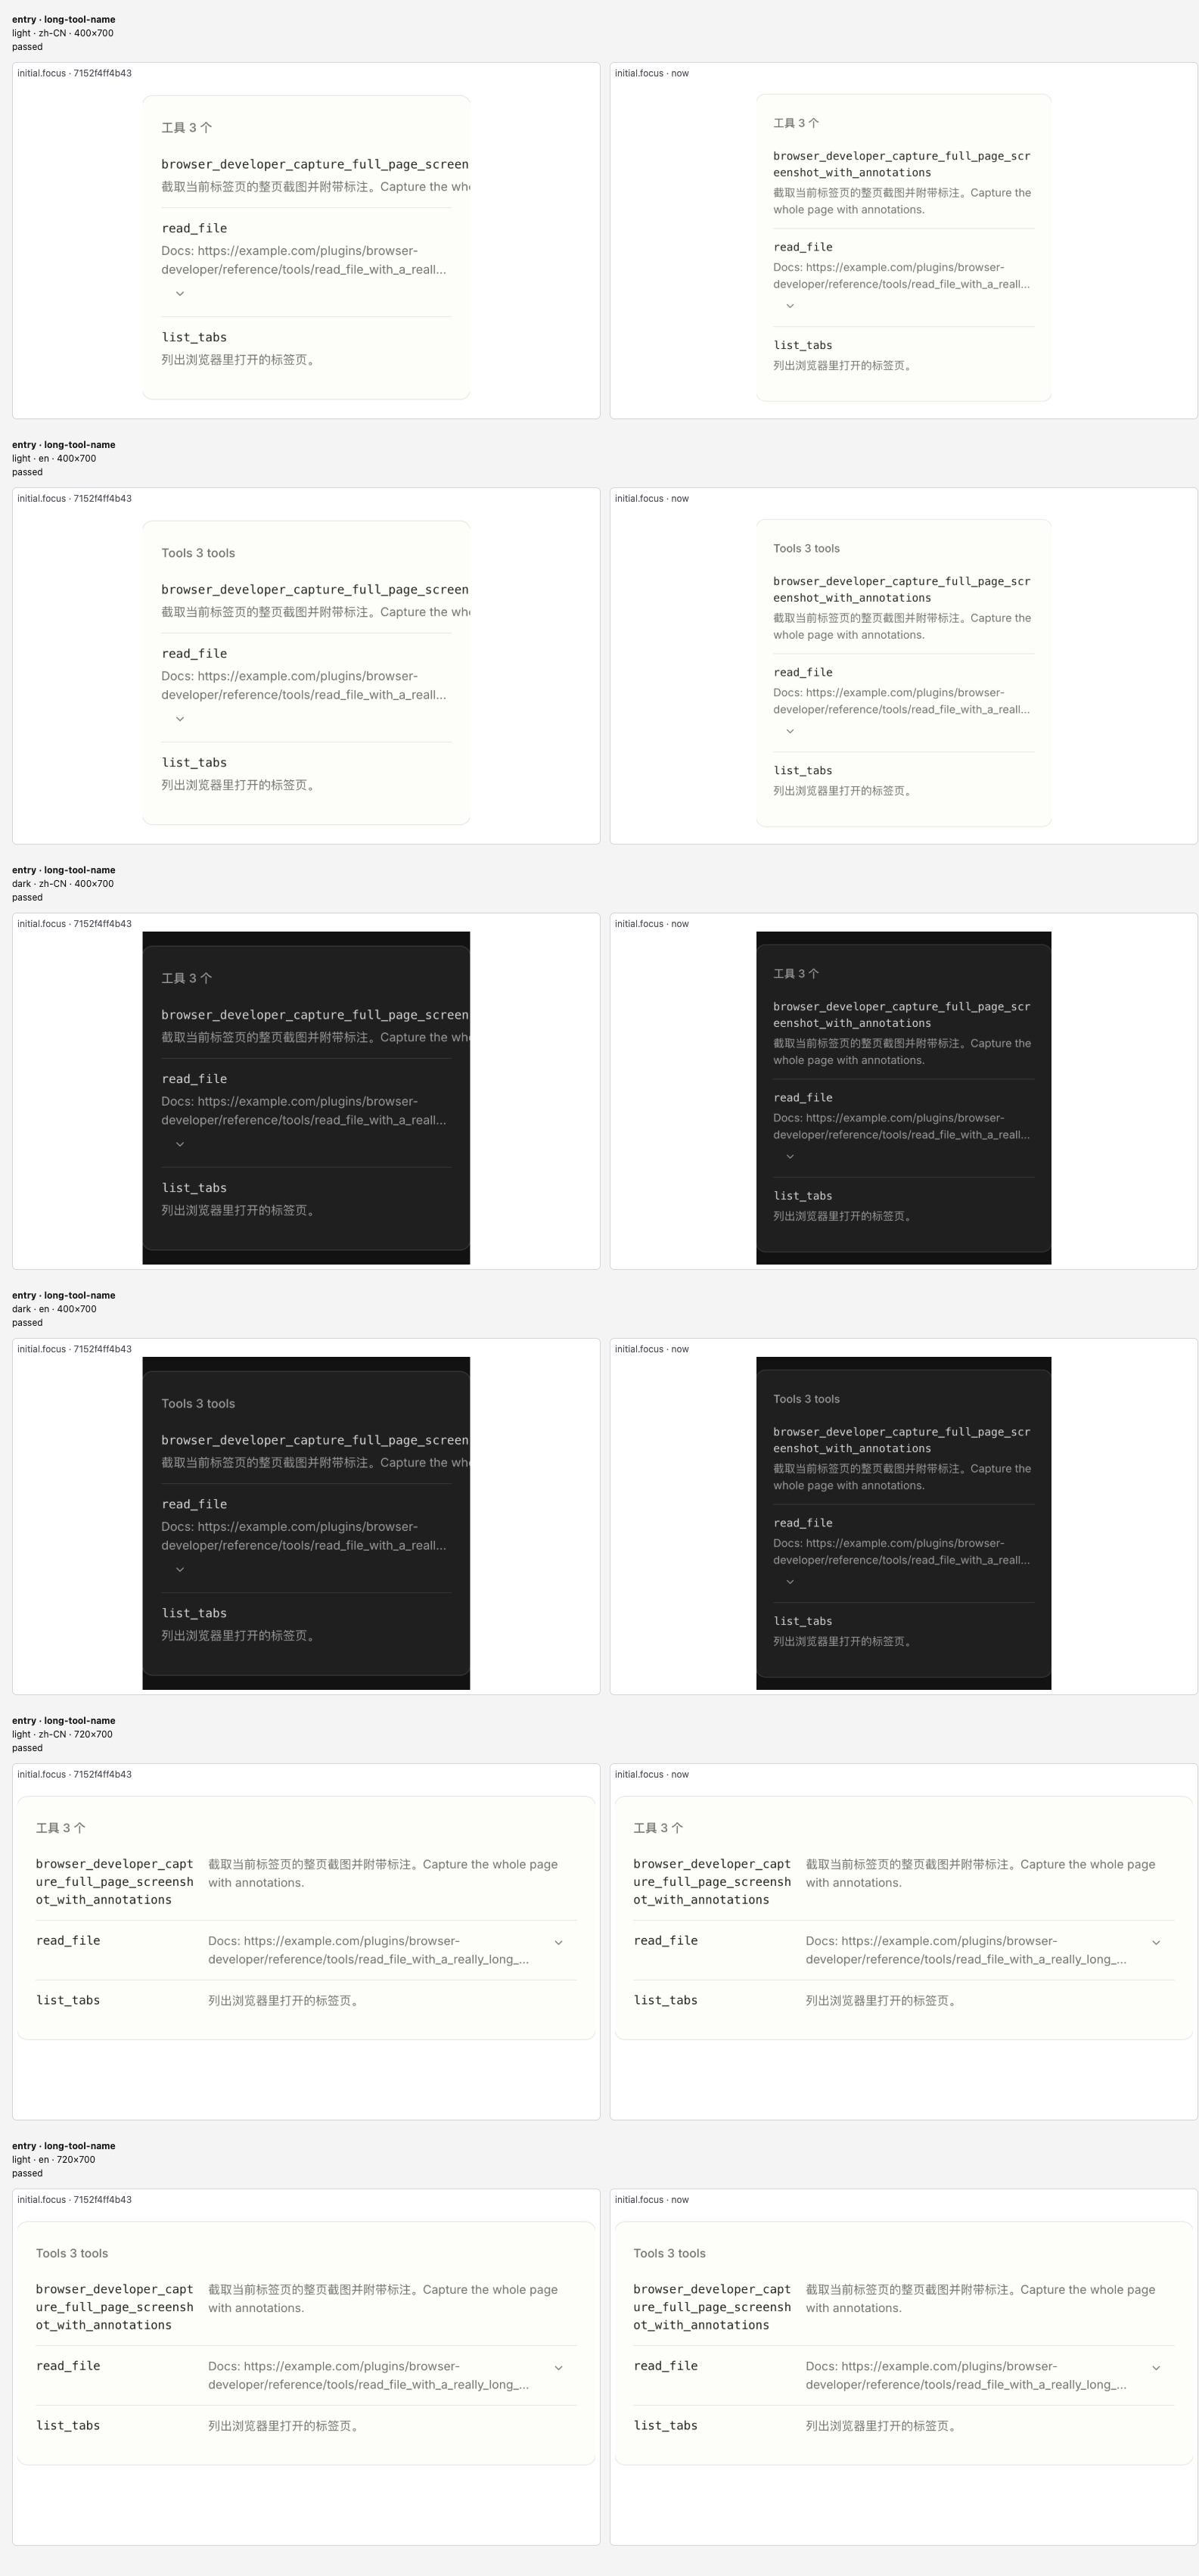 entry · long-tool-name
light · zh-CN · 400×700
passed
initial.focus · 7152f4ff4b43
工具 3 个
browser_developer_capture_full_page_screen
截取当前标签页的整页截图并附带标注。Capture the who
read_file
Docs: https://example.com/plugins/browser-
developer/reference/tools/read_file_with_a_reall...
list_tabs
列出浏览器里打开的标签页。
initial.focus · now
工具 3 个
browser_developer_capture_full_page_scr
eenshot_with_annotations
截取当前标签页的整页截图并附带标注。Capture the
whole page with annotations.
read_file
Docs: https://example.com/plugins/browser-
developer/reference/tools/read_file_with_a_reall...
list_tabs
列出浏览器里打开的标签页。
entry · long-tool-name
light · en · 400×700
passed
initial.focus · 7152f4ff4b43
Tools 3 tools
browser_developer_capture_full_page_screen
截取当前标签页的整页截图并附带标注。Capture the who
read_file
Docs: https://example.com/plugins/browser-
developer/reference/tools/read_file_with_a_reall...
list_tabs
列出浏览器里打开的标签页。
initial.focus · now
Tools 3 tools
browser_developer_capture_full_page_scr
eenshot_with_annotations
截取当前标签页的整页截图并附带标注。Capture the
whole page with annotations.
read_file
Docs: https://example.com/plugins/browser-
developer/reference/tools/read_file_with_a_reall...
list_tabs
列出浏览器里打开的标签页。
entry · long-tool-name
dark · zh-CN · 400×700
passed
initial.focus · 7152f4ff4b43
工具 3 个
browser_developer_capture_full_page_screen
截取当前标签页的整页截图并附带标注。Capture the who
read_file
Docs: https://example.com/plugins/browser-
developer/reference/tools/read_file_with_a_reall...
list_tabs
列出浏览器里打开的标签页。
initial.focus · now
工具 3 个
browser_developer_capture_full_page_scr
eenshot_with_annotations
截取当前标签页的整页截图并附带标注。Capture the
whole page with annotations.
read_file
Docs: https://example.com/plugins/browser-
developer/reference/tools/read_file_with_a_reall...
list_tabs
列出浏览器里打开的标签页。
entry · long-tool-name
dark · en · 400×700
passed
initial.focus · 7152f4ff4b43
Tools 3 tools
browser_developer_capture_full_page_screen
截取当前标签页的整页截图并附带标注。Capture the who
read_file
Docs: https://example.com/plugins/browser-
developer/reference/tools/read_file_with_a_reall...
list_tabs
列出浏览器里打开的标签页。
initial.focus · now
Tools 3 tools
browser_developer_capture_full_page_scr
eenshot_with_annotations
截取当前标签页的整页截图并附带标注。Capture the
whole page with annotations.
read_file
Docs: https://example.com/plugins/browser-
developer/reference/tools/read_file_with_a_reall...
list_tabs
列出浏览器里打开的标签页。
entry · long-tool-name
light · zh-CN · 720×700
passed
initial.focus · 7152f4ff4b43
工具 3 个
browser_developer_capt
ure_full_page_screensh
ot_with_annotations
截取当前标签页的整页截图并附带标注。Capture the whole page
with annotations.
read_file
Docs: https://example.com/plugins/browser-
developer/reference/tools/read_file_with_a_really_long_...
list_tabs
列出浏览器里打开的标签页。
initial.focus · now
工具 3 个
browser_developer_capt
ure_full_page_screensh
ot_with_annotations
截取当前标签页的整页截图并附带标注。Capture the whole page
with annotations.
read_file
Docs: https://example.com/plugins/browser-
developer/reference/tools/read_file_with_a_really_long_...
list_tabs
列出浏览器里打开的标签页。
entry · long-tool-name
light · en · 720×700
passed
initial.focus · 7152f4ff4b43
Tools 3 tools
browser_developer_capt
ure_full_page_screensh
ot_with_annotations
截取当前标签页的整页截图并附带标注。Capture the whole page
with annotations.
read_file
Docs: https://example.com/plugins/browser-
developer/reference/tools/read_file_with_a_really_long_...
list_tabs
列出浏览器里打开的标签页。
initial.focus · now
Tools 3 tools
browser_developer_capt
ure_full_page_screensh
ot_with_annotations
截取当前标签页的整页截图并附带标注。Capture the whole page
with annotations.
read_file
Docs: https://example.com/plugins/browser-
developer/reference/tools/read_file_with_a_really_long_...
list_tabs
列出浏览器里打开的标签页。